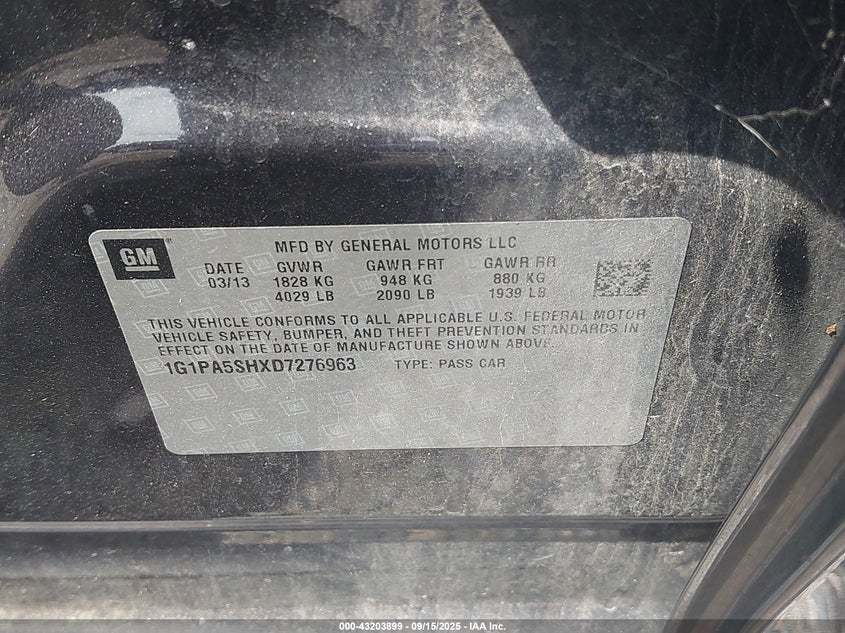 GM
MFD BY GENERAL MOTORS LLC
DATE GVWR GAWR FRT GAWR RR
03/13 1828 KG 948 KG 880 KG
4029 LB 2090 LB 1939 LB
THIS VEHICLE CONFORMS TO ALL APPLICABLE U.S. FEDERAL MOTOR
VEHICLE SAFETY, BUMPER, AND THEFT PREVENTION STANDARDS IN
EFFECT ON THE DATE OF MANUFACTURE SHOWN ABOVE.
1G1PA5SHXD7276963 TYPE: PASS CAR
000-43203899 - 09/15/2025 - IAA Inc.